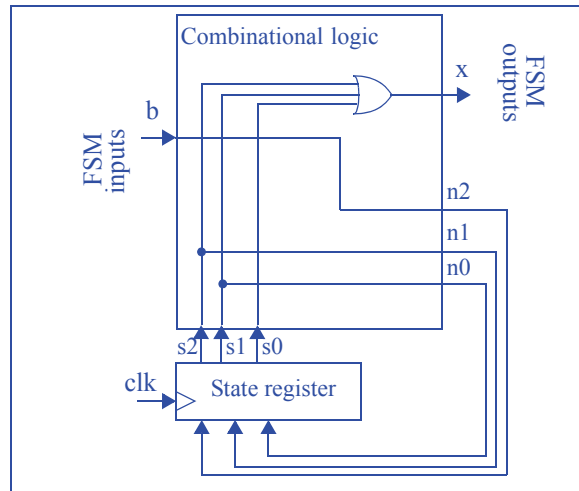 Combinational logic
x
FSM
outputs
b
FSM
inputs
n2
n1
n0
s2 s1 s0
clk
State register